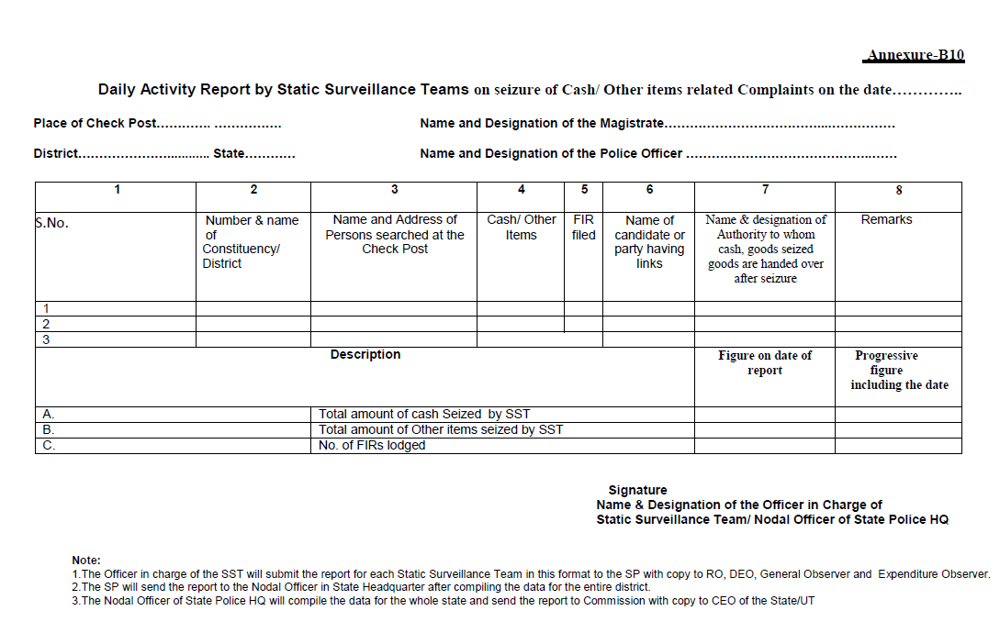 Annexure-B10
Daily Activity Report by Static Surveillance Teams on seizure of Cash/ Other items related Complaints on the date…………..
Place of Check Post…………. ……………. Name and Designation of the Magistrate……………………………....………………
District…………………........... State………… Name and Designation of the Police Officer ……………………………………..……
1 2 3 4 5 6 7 8
S.No.
Number & name
of
Constituency/
District
Name and Address of
Persons searched at the
Check Post
Cash/ Other
Items
FIR
filed
Name of
candidate or
party having
links
Name & designation of
Authority to whom
cash, goods seized
goods are handed over
after seizure
Remarks
1
2
3
Description
Figure on date of
report
Progressive
figure
including the date
A. Total amount of cash Seized by SST
B. Total amount of Other items seized by SST
C. No. of FIRs lodged
Signature
Name & Designation of the Officer in Charge of
Static Surveillance Team/ Nodal Officer of State Police HQ
Note:
1.The Officer in charge of the SST will submit the report for each Static Surveillance Team in this format to the SP with copy to RO, DEO, General Observer and Expenditure Observer.
2.The SP will send the report to the Nodal Officer in State Headquarter after compiling the data for the entire district.
3.The Nodal Officer of State Police HQ will compile the data for the whole state and send the report to Commission with copy to CEO of the State/UT